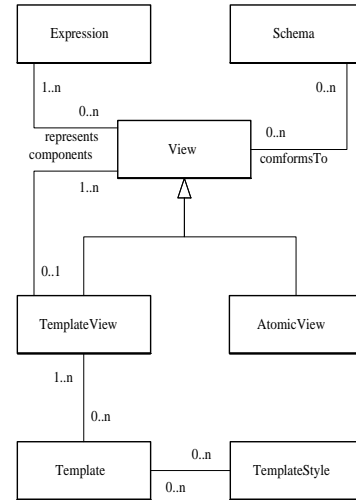 Expression
Schema
1..n
0..n
0..n
0..n
represents
components
View
comformsTo
1..n
0..1
TemplateView
AtomicView
1..n
0..n
Template
0..n
0..n
TemplateStyle